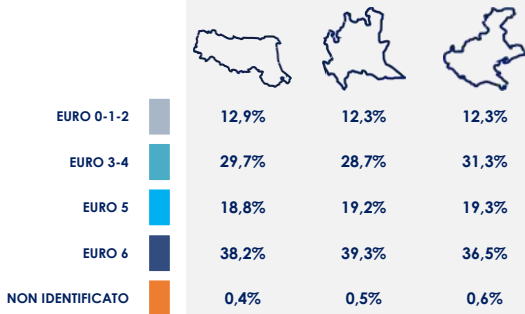 EURO 0-1-2 12,9% 12,3% 12,3%
EURO 3-4 29,7% 28,7% 31,3%
EURO 5 18,8% 19,2% 19,3%
EURO 6 38,2% 39,3% 36,5%
NON IDENTIFICATO 0,4% 0,5% 0,6%